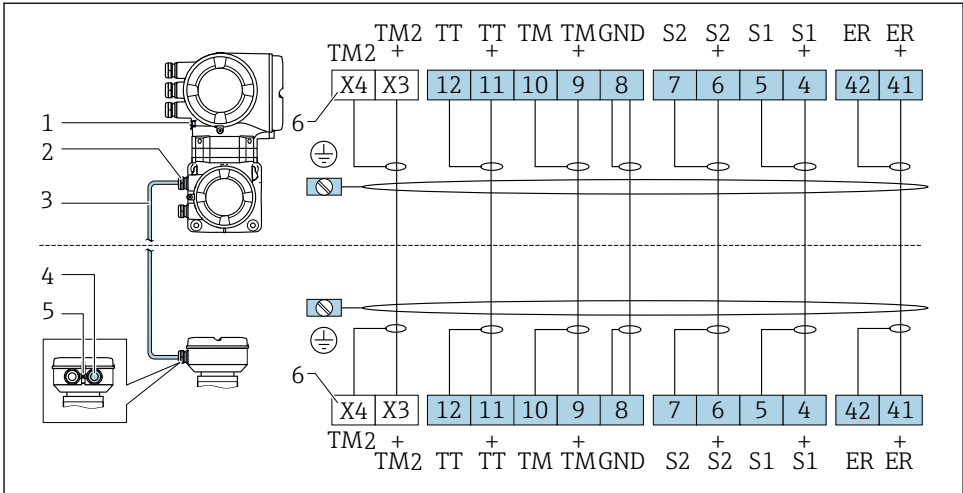 TM2 TT TT TM TM GND S2 S2 S1 S1 ER ER
TM2 + + + + + +
X4 X3 12 11 10 9 8 7 6 5 4 42 41
6
1
2
3
4
5
6
X4 X3 12 11 10 9 8 7 6 5 4 42 41
TM2 + + + + + +
TM2 TT TT TM TM GND S2 S2 S1 S1 ER ER